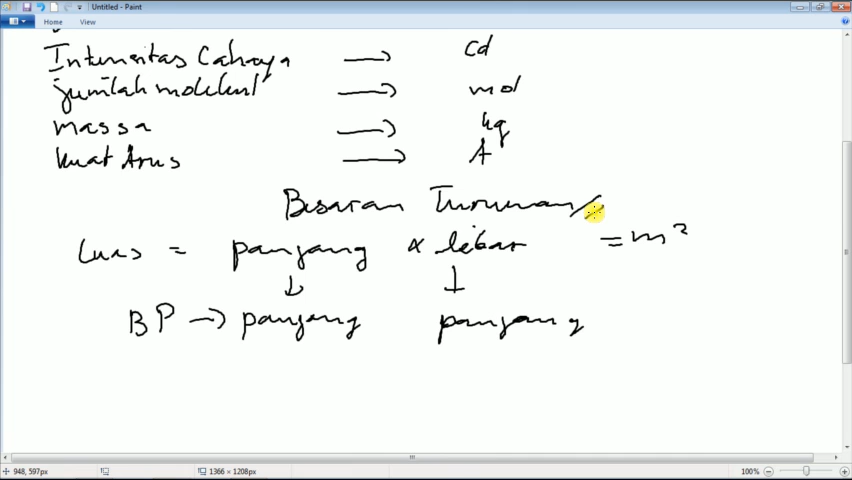 Untitled - Paint
Home View
Intensitas Cahaya → cd
jumlah molekul → mol
massa → kg
kuat Arus → A
Besaran Turunan
Luas = panjang x lebar = m²
↓ ↓
BP → panjang panjang
948, 597px 1366 × 1208px 100%